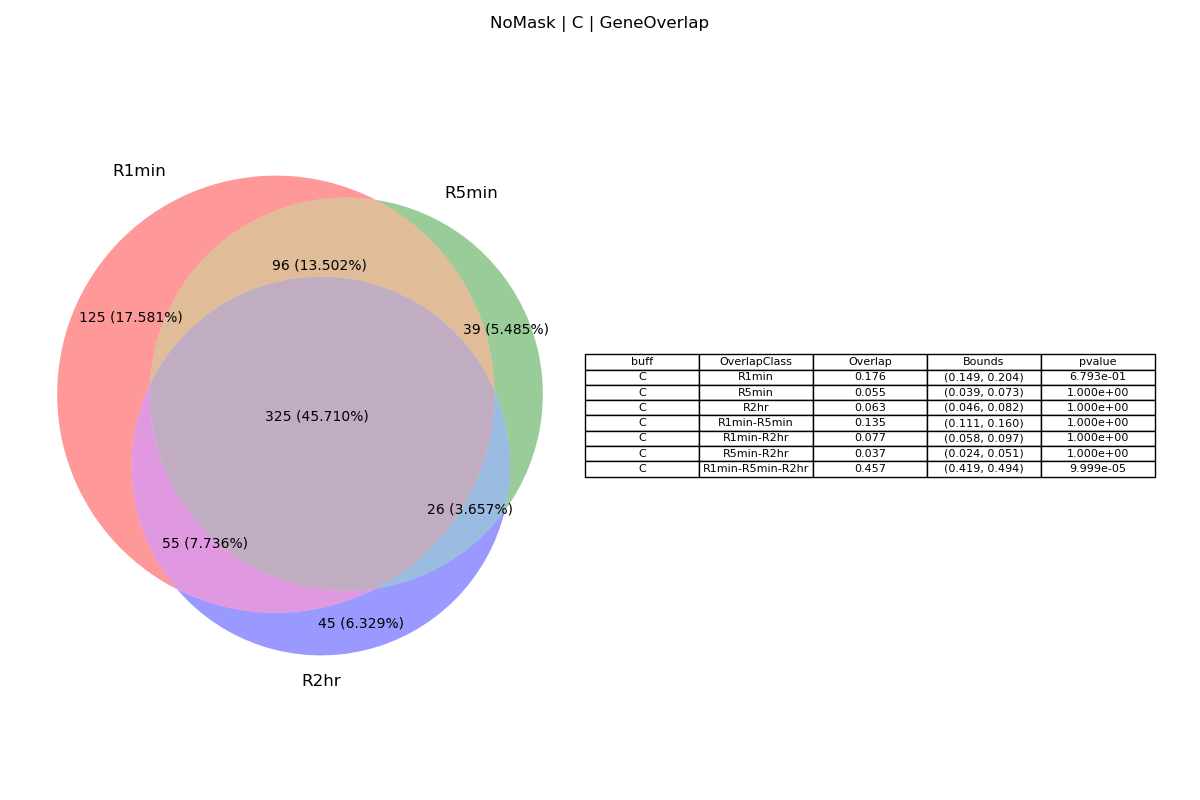 NoMask | C | GeneOverlap
R1min
R5min
96 (13.502%)
125 (17.581%)
39 (5.485%)
325 (45.710%)
26 (3.657%)
55 (7.736%)
45 (6.329%)
R2hr
buff OverlapClass Overlap Bounds pvalue
C R1min 0.176 (0.149, 0.204) 6.793e-01
C R5min 0.055 (0.039, 0.073) 1.000e+00
C R2hr 0.063 (0.046, 0.082) 1.000e+00
C R1min-R5min 0.135 (0.111, 0.160) 1.000e+00
C R1min-R2hr 0.077 (0.058, 0.097) 1.000e+00
C R5min-R2hr 0.037 (0.024, 0.051) 1.000e+00
C R1min-R5min-R2hr 0.457 (0.419, 0.494) 9.999e-05